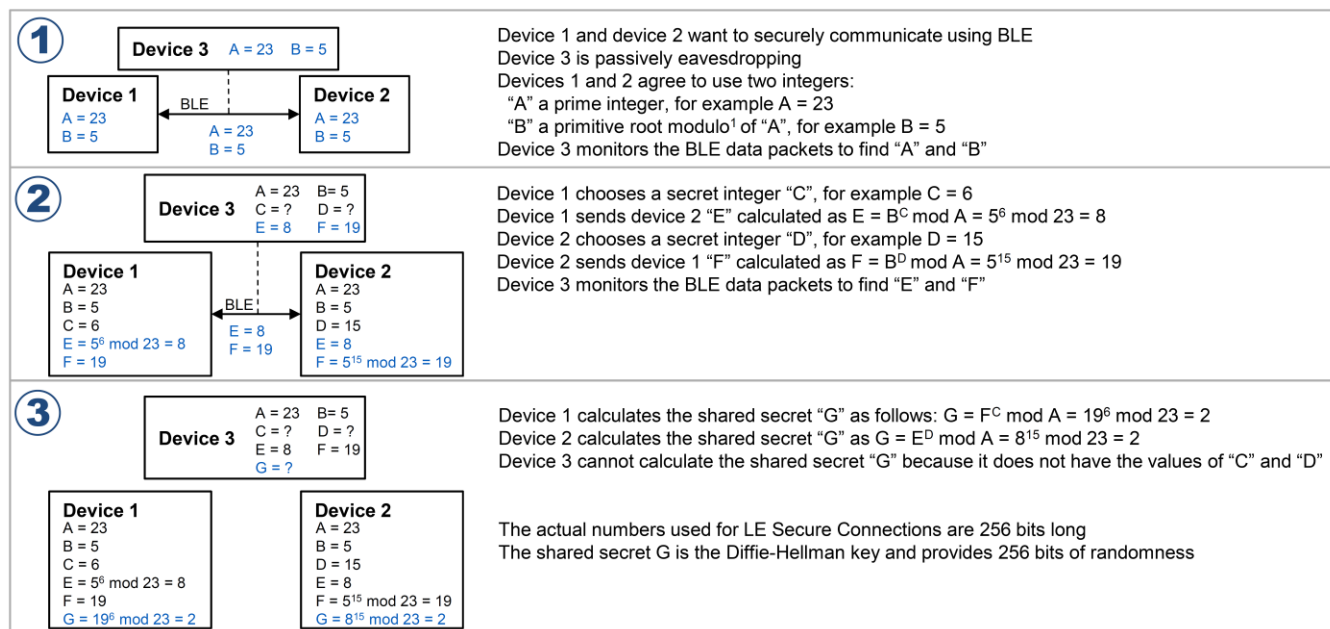 1
Device 3 A = 23 B = 5
Device 1
A = 23
B = 5
BLE
A = 23
B = 5
Device 2
A = 23
B = 5
Device 1 and device 2 want to securely communicate using BLE
Device 3 is passively eavesdropping
Devices 1 and 2 agree to use two integers:
“A” a prime integer, for example A = 23
“B” a primitive root modulo¹ of “A”, for example B = 5
Device 3 monitors the BLE data packets to find “A” and “B”
2
Device 3
A = 23 B= 5
C = ? D = ?
E = 8 F = 19
Device 1
A = 23
B = 5
C = 6
E = 5⁶ mod 23 = 8
F = 19
BLE
E = 8
F = 19
Device 2
A = 23
B = 5
D = 15
E = 8
F = 5¹⁵ mod 23 = 19
Device 1 chooses a secret integer “C”, for example C = 6
Device 1 sends device 2 “E” calculated as E = Bᶜ mod A = 5⁶ mod 23 = 8
Device 2 chooses a secret integer “D”, for example D = 15
Device 2 sends device 1 “F” calculated as F = Bᴰ mod A = 5¹⁵ mod 23 = 19
Device 3 monitors the BLE data packets to find “E” and “F”
3
Device 3
A = 23 B= 5
C = ? D = ?
E = 8 F = 19
G = ?
Device 1
A = 23
B = 5
C = 6
E = 5⁶ mod 23 = 8
F = 19
G = 19⁶ mod 23 = 2
Device 2
A = 23
B = 5
D = 15
E = 8
F = 5¹⁵ mod 23 = 19
G = 8¹⁵ mod 23 = 2
Device 1 calculates the shared secret “G” as follows: G = Fᶜ mod A = 19⁶ mod 23 = 2
Device 2 calculates the shared secret “G” as G = Eᴰ mod A = 8¹⁵ mod 23 = 2
Device 3 cannot calculate the shared secret “G” because it does not have the values of “C” and “D”
The actual numbers used for LE Secure Connections are 256 bits long
The shared secret G is the Diffie-Hellman key and provides 256 bits of randomness